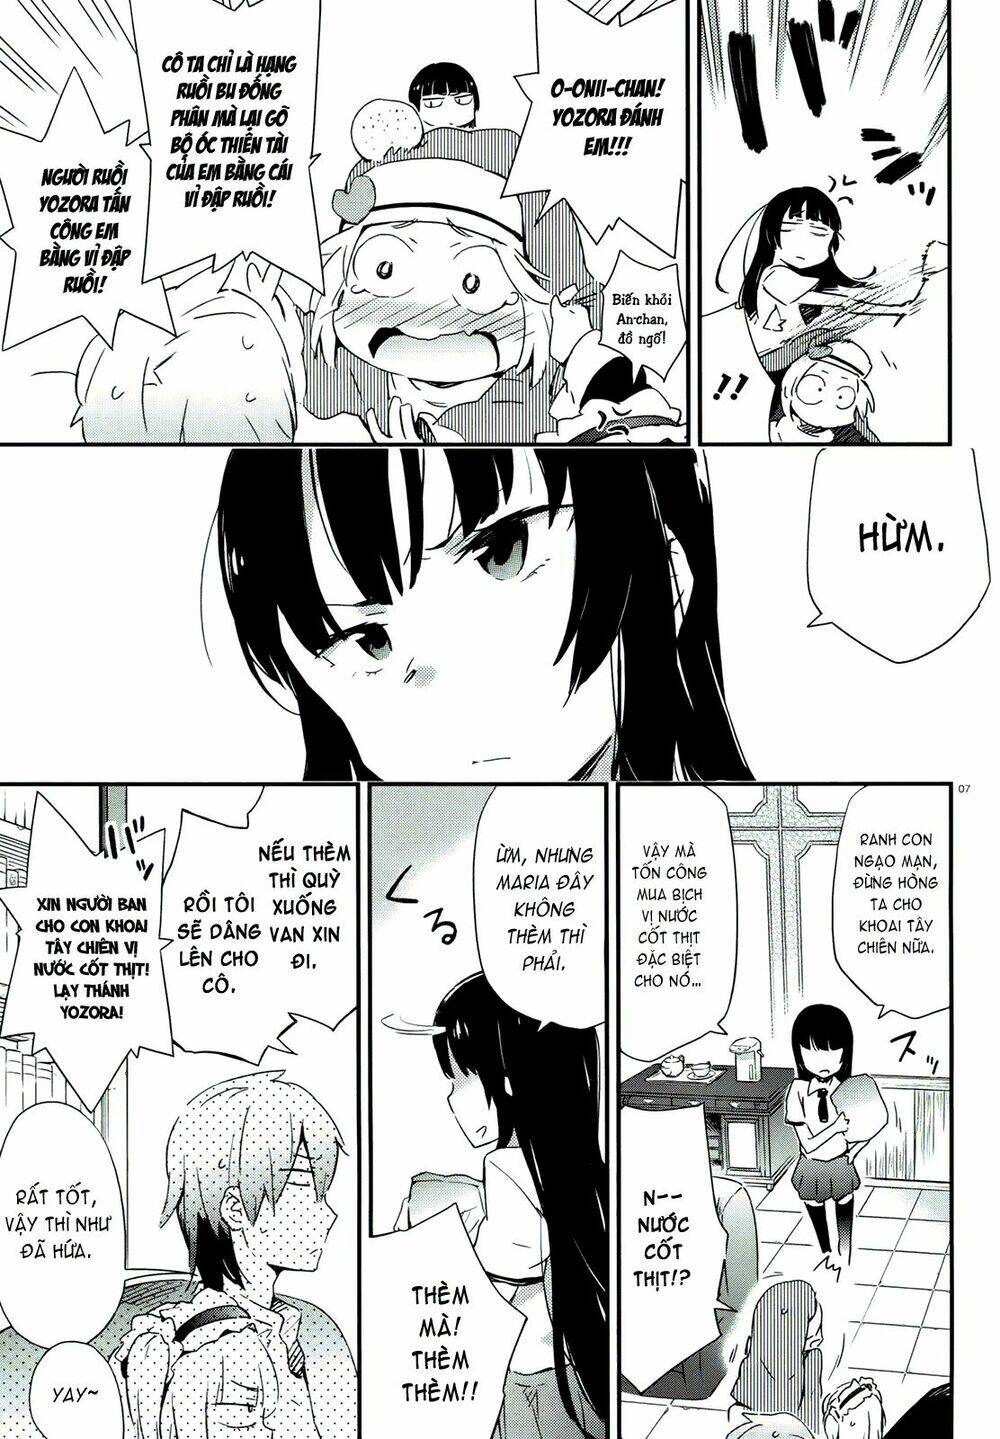 O-ONII-CHAN!
YOZORA ĐÁNH
EM!!!
Biến khỏi
An-chan,
đồ ngố!
CÔ TA CHỈ LÀ HẠNG
RUỒI BU ĐỐNG
PHÂN MÀ LẠI GÕ
BỘ ÓC THIÊN TÀI
CỦA EM BẰNG CÁI
VỈ ĐẬP RUỒI!
NGƯỜI RUỒI
YOZORA TẤN
CÔNG EM
BẰNG VỈ ĐẬP
RUỒI!
!!
HỪM.
07
RANH CON
NGẠO MẠN,
ĐỪNG HÒNG
TA CHO
KHOAI TÂY
CHIÊN NỮA.
スッ
VẬY MÀ
TỐN CÔNG
MUA BỊCH
VỊ NƯỚC
CỐT THỊT
ĐẶC BIỆT
CHO NÓ...
N--
NƯỚC
CỐT
THỊT!?
ỪM, NHƯNG
MARIA ĐÂY
KHÔNG
THÈM THÌ
PHẢI.
くる
THÈM
MÀ!
THÈM
THÈM!!
NẾU THÈM
THÌ QUỲ
XUỐNG
VAN XIN
ĐI.
RỒI TÔI
SẼ DÂNG
LÊN CHO
CÔ.
XIN NGƯỜI BAN
CHO CON KHOAI
TÂY CHIÊN VỊ
NƯỚC CỐT THỊT!
LẠY THÁNH
YOZORA!
RẤT TỐT,
VẬY THÌ NHƯ
ĐÃ HỨA.
YAY~